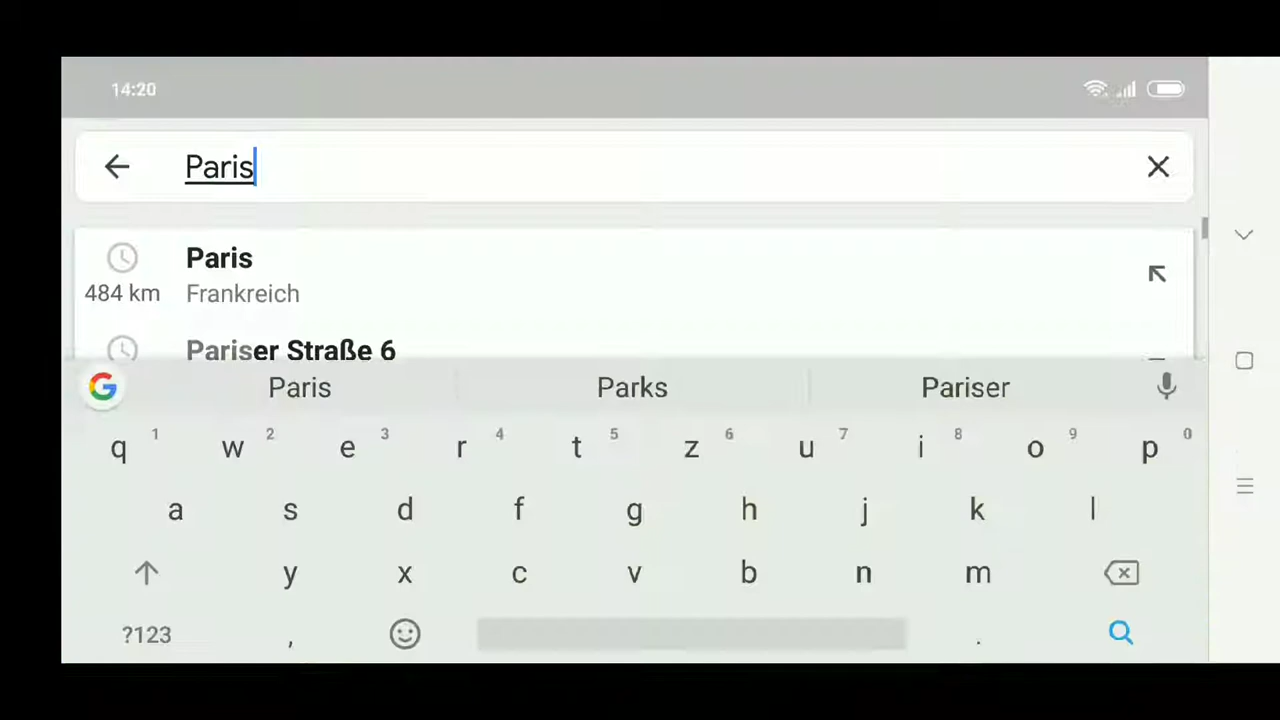 14:20
Paris
Paris
484 km Frankreich
Pariser Straße 6
G Paris Parks Pariser
q 1 w 2 e 3 r 4 t 5 z 6 u 7 i 8 o 9 p 0
a s d f g h j k l
y x c v b n m
?123 , .